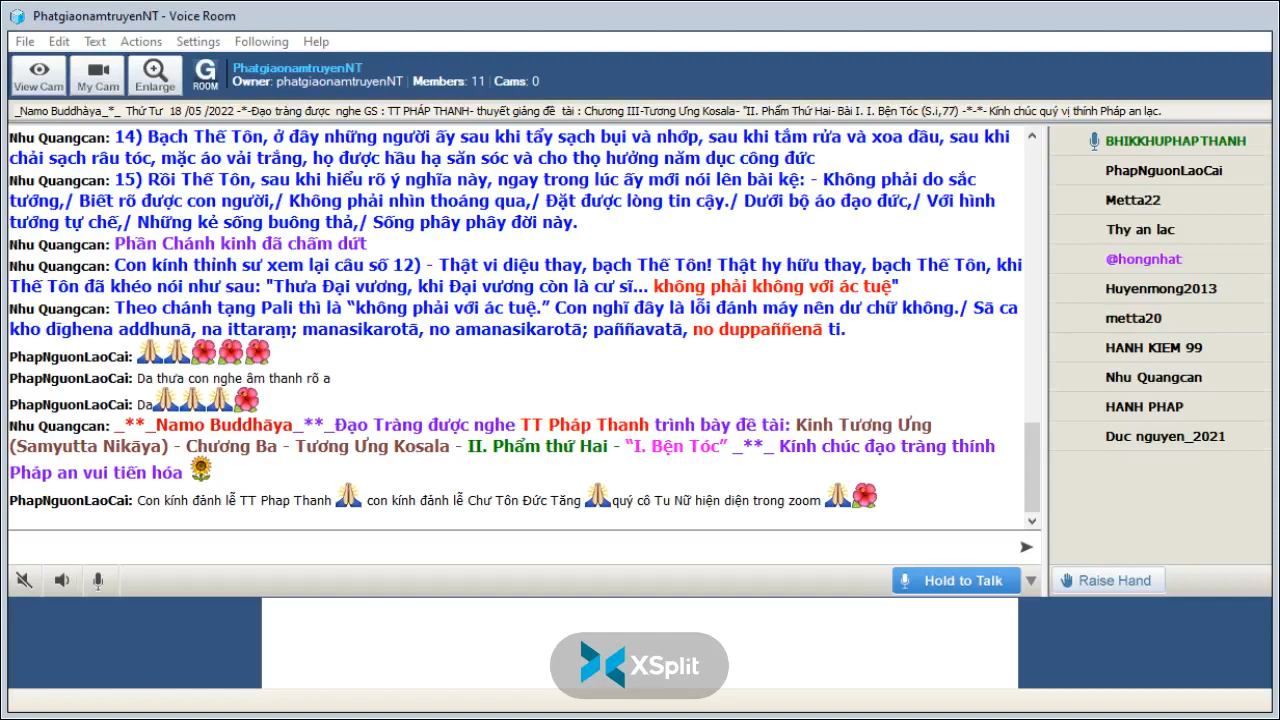 PhatgiaonamtruyenNT - Voice Room
File Edit Text Actions Settings Following Help
View Cam My Cam Enlarge G ROOM
PhatgiaonamtruyenNT
Owner: phatgiaonamtruyenNT | Members: 11 | Cams: 0
_Namo Buddhàya_*_ Thứ Tư 18 /05 /2022 -*-Đạo tràng được nghe GS : TT PHÁP THANH- thuyết giảng đề tài : Chương III-Tương Ưng Kosala- "II. Phẩm Thứ Hai- Bài I. I. Bện Tóc (S.i,77) -*-*- Kính chúc quý vị thính Pháp an lạc.
Nhu Quangcan: 14) Bạch Thế Tôn, ở đây những người ấy sau khi tẩy sạch bụi và nhớp, sau khi tắm rửa và xoa dầu, sau khi
chải sạch râu tóc, mặc áo vải trắng, họ được hầu hạ săn sóc và cho thọ hưởng năm dục công đức
Nhu Quangcan: 15) Rồi Thế Tôn, sau khi hiểu rõ ý nghĩa này, ngay trong lúc ấy mới nói lên bài kệ: - Không phải do sắc
tướng,/ Biết rõ được con người,/ Không phải nhìn thoáng qua,/ Đặt được lòng tin cậy./ Dưới bộ áo đạo đức,/ Với hình
tướng tự chế,/ Những kẻ sống buông thả,/ Sống phây phây đời này.
Nhu Quangcan: Phần Chánh kinh đã chấm dứt
Nhu Quangcan: Con kính thỉnh sư xem lại câu số 12) - Thật vi diệu thay, bạch Thế Tôn! Thật hy hữu thay, bạch Thế Tôn, khi
Thế Tôn đã khéo nói như sau: "Thưa Đại vương, khi Đại vương còn là cư sĩ... không phải không với ác tuệ"
Nhu Quangcan: Theo chánh tạng Pali thì là “không phải với ác tuệ.” Con nghĩ đây là lỗi đánh máy nên dư chữ không./ Sā ca
kho dīghena addhunā, na ittaraṃ; manasikarotā, no amanasikarotā; paññavatā, no duppaññenā ti.
PhapNguonLaoCai:
PhapNguonLaoCai: Da thưa con nghe âm thanh rõ a
PhapNguonLaoCai: Da
Nhu Quangcan: _**_Namo Buddhāya_**_Đạo Tràng được nghe TT Pháp Thanh trình bày đề tài: Kinh Tương Ưng
(Samyutta Nikāya) - Chương Ba - Tương Ưng Kosala - II. Phẩm thứ Hai - “I. Bện Tóc” _**_ Kính chúc đạo tràng thính
Pháp an vui tiến hóa
PhapNguonLaoCai: Con kính đảnh lễ TT Phap Thanh con kính đảnh lễ Chư Tôn Đức Tăng quý cô Tu Nữ hiện diện trong zoom
BHIKKHUPHAPTHANH
PhapNguonLaoCai
Metta22
Thy an lac
@hongnhat
Huyenmong2013
metta20
HANH KIEM 99
Nhu Quangcan
HANH PHAP
Duc nguyen_2021
Hold to Talk
Raise Hand
XSplit